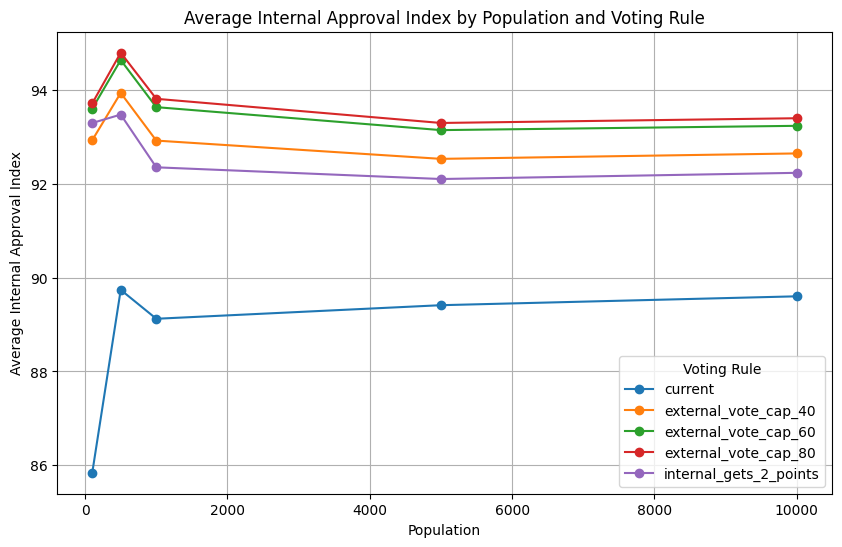 Average Internal Approval Index by Population and Voting Rule
Average Internal Approval Index
94
92
90
88
86
0
2000
4000
6000
8000
10000
Population
Voting Rule
current
external_vote_cap_40
external_vote_cap_60
external_vote_cap_80
internal_gets_2_points